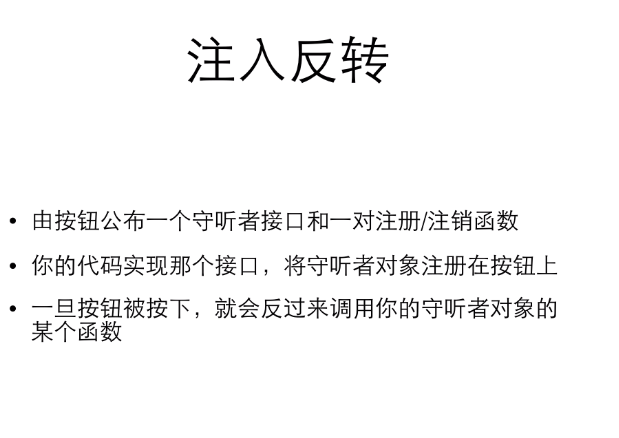 注入反转
• 由按钮公布一个守听者接口和一对注册/注销函数
• 你的代码实现那个接口，将守听者对象注册在按钮上
• 一旦按钮被按下，就会反过来调用你的守听者对象的
某个函数